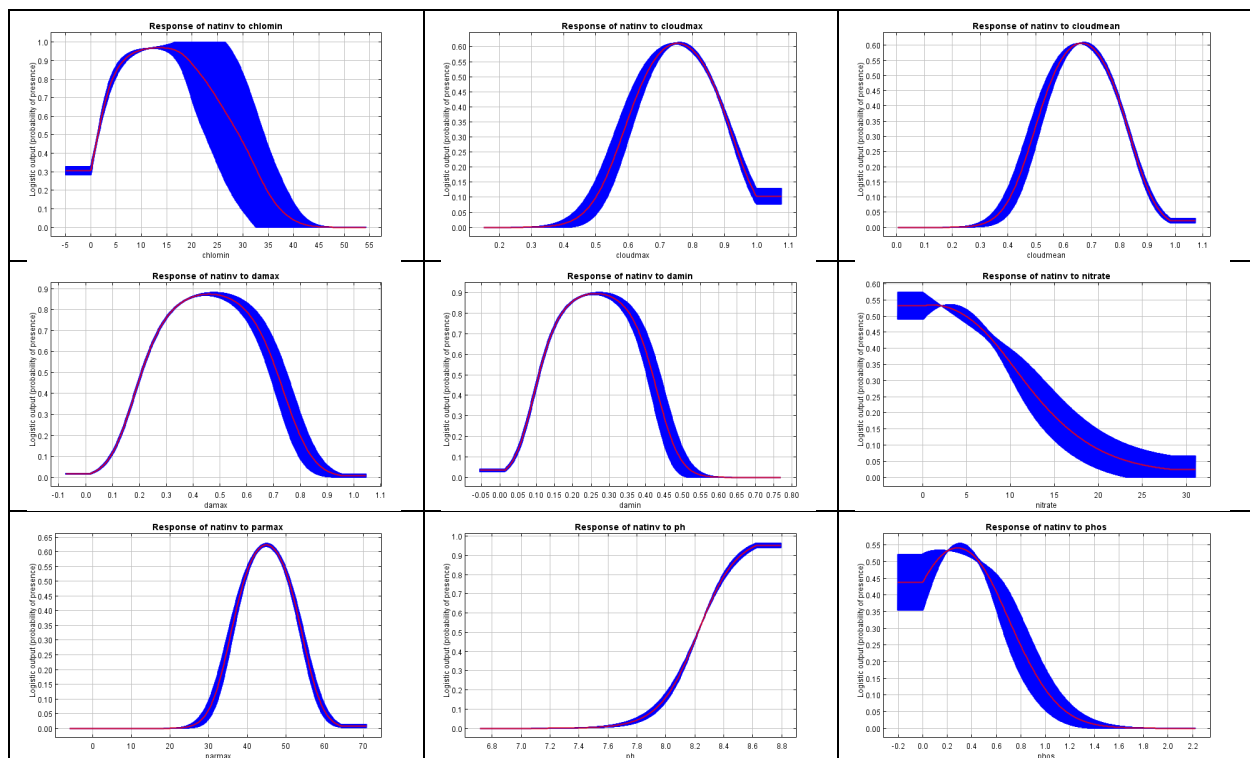 Response of natinv to chlomin
Logistic output (probability of presence)
1.0
0.9
0.8
0.7
0.6
0.5
0.4
0.3
0.2
0.1
0.0
-5 0 5 10 15 20 25 30 35 40 45 50 55
chlomin
Response of natinv to cloudmax
Logistic output (probability of presence)
0.60
0.55
0.50
0.45
0.40
0.35
0.30
0.25
0.20
0.15
0.10
0.05
0.00
0.2 0.3 0.4 0.5 0.6 0.7 0.8 0.9 1.0 1.1
cloudmax
Response of natinv to cloudmean
Logistic output (probability of presence)
0.60
0.55
0.50
0.45
0.40
0.35
0.30
0.25
0.20
0.15
0.10
0.05
0.00
0.0 0.1 0.2 0.3 0.4 0.5 0.6 0.7 0.8 0.9 1.0 1.1
cloudmean
Response of natinv to damax
Logistic output (probability of presence)
0.9
0.8
0.7
0.6
0.5
0.4
0.3
0.2
0.1
0.0
-0.1 0.0 0.1 0.2 0.3 0.4 0.5 0.6 0.7 0.8 0.9 1.0 1.1
damax
Response of natinv to damin
Logistic output (probability of presence)
0.9
0.8
0.7
0.6
0.5
0.4
0.3
0.2
0.1
0.0
-0.05 0.00 0.05 0.10 0.15 0.20 0.25 0.30 0.35 0.40 0.45 0.50 0.55 0.60 0.65 0.70 0.75 0.80
damin
Response of natinv to nitrate
Logistic output (probability of presence)
0.60
0.55
0.50
0.45
0.40
0.35
0.30
0.25
0.20
0.15
0.10
0.05
0.00
0 5 10 15 20 25 30
nitrate
Response of natinv to parmax
Logistic output (probability of presence)
0.65
0.60
0.55
0.50
0.45
0.40
0.35
0.30
0.25
0.20
0.15
0.10
0.05
0.00
0 10 20 30 40 50 60 70
parmax
Response of natinv to ph
Logistic output (probability of presence)
1.0
0.9
0.8
0.7
0.6
0.5
0.4
0.3
0.2
0.1
0.0
6.8 7.0 7.2 7.4 7.6 7.8 8.0 8.2 8.4 8.6 8.8
ph
Response of natinv to phos
Logistic output (probability of presence)
0.55
0.50
0.45
0.40
0.35
0.30
0.25
0.20
0.15
0.10
0.05
0.00
-0.2 0.0 0.2 0.4 0.6 0.8 1.0 1.2 1.4 1.6 1.8 2.0 2.2
phos